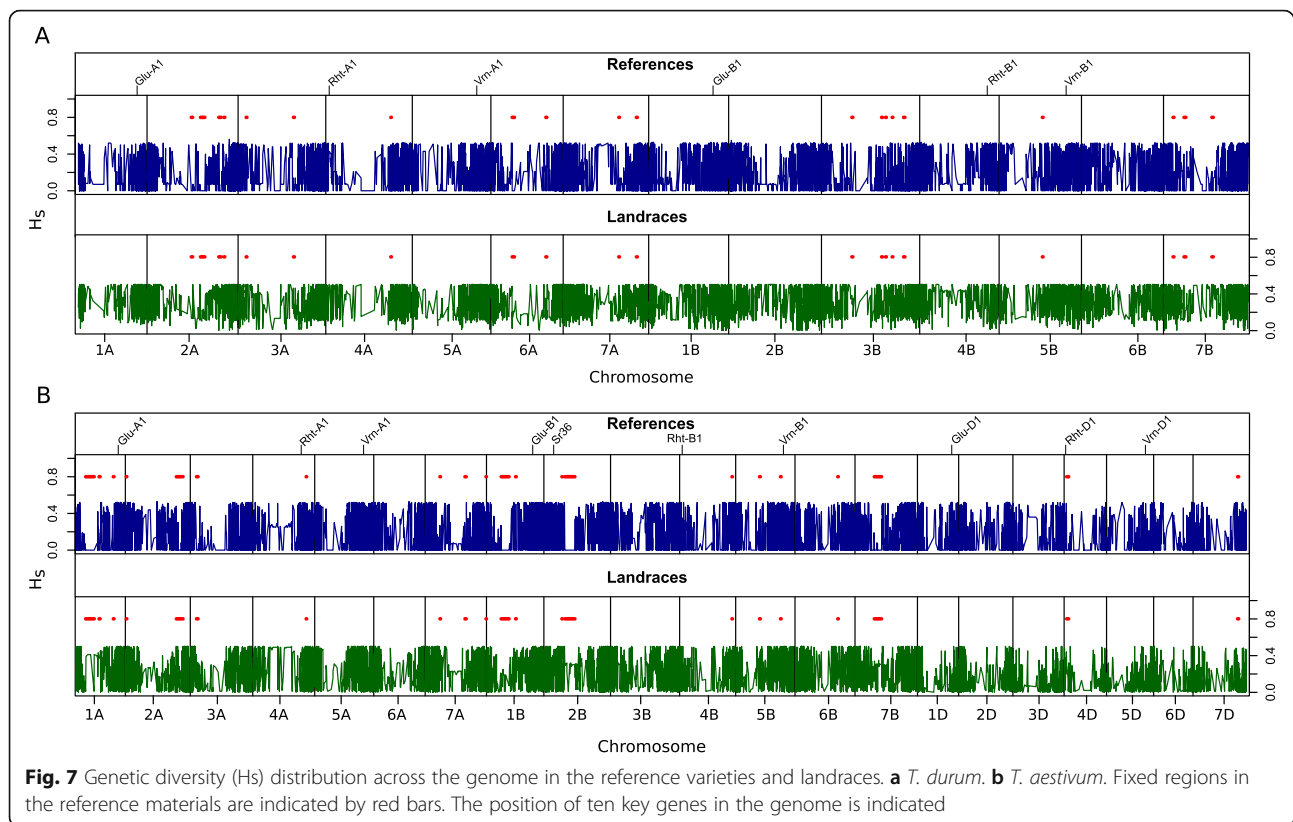 A
References
Glu-A1 Rht-A1 Vrn-A1 Glu-B1 Rht-B1 Vrn-B1
0.0 0.4 0.8
Landraces
0.0 0.4 0.8
Hs
1A 2A 3A 4A 5A 6A 7A 1B 2B 3B 4B 5B 6B 7B
Chromosome
B
References
Glu-A1 Rht-A1 Vrn-A1 Glu-B1 Sr36 Rht-B1 Vrn-B1 Glu-D1 Rht-D1 Vrn-D1
0.0 0.4 0.8
Landraces
0.0 0.4 0.8
Hs
1A 2A 3A 4A 5A 6A 7A 1B 2B 3B 4B 5B 6B 7B 1D 2D 3D 4D 5D 6D 7D
Chromosome
Fig. 7 Genetic diversity (Hs) distribution across the genome in the reference varieties and landraces. a T. durum. b T. aestivum. Fixed regions in
the reference materials are indicated by red bars. The position of ten key genes in the genome is indicated